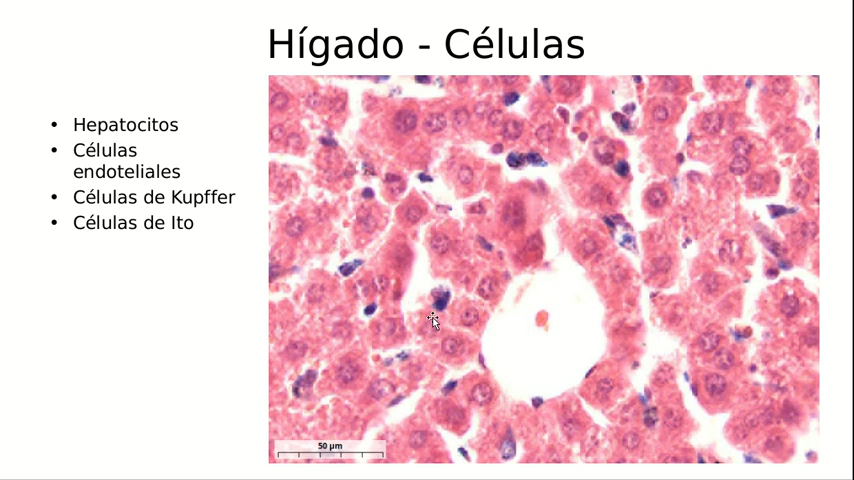 Hígado - Células
• Hepatocitos
• Células
endoteliales
• Células de Kupffer
• Células de Ito
50 µm